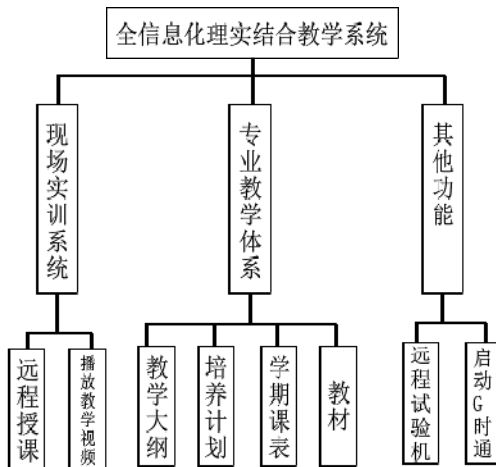 全信息化理实结合教学系统
现场实训系统
专业教学体系
其他功能
远程授课
播放教学视频
教学大纲
培养计划
学期课表
教材
远程试验机
启动G时通